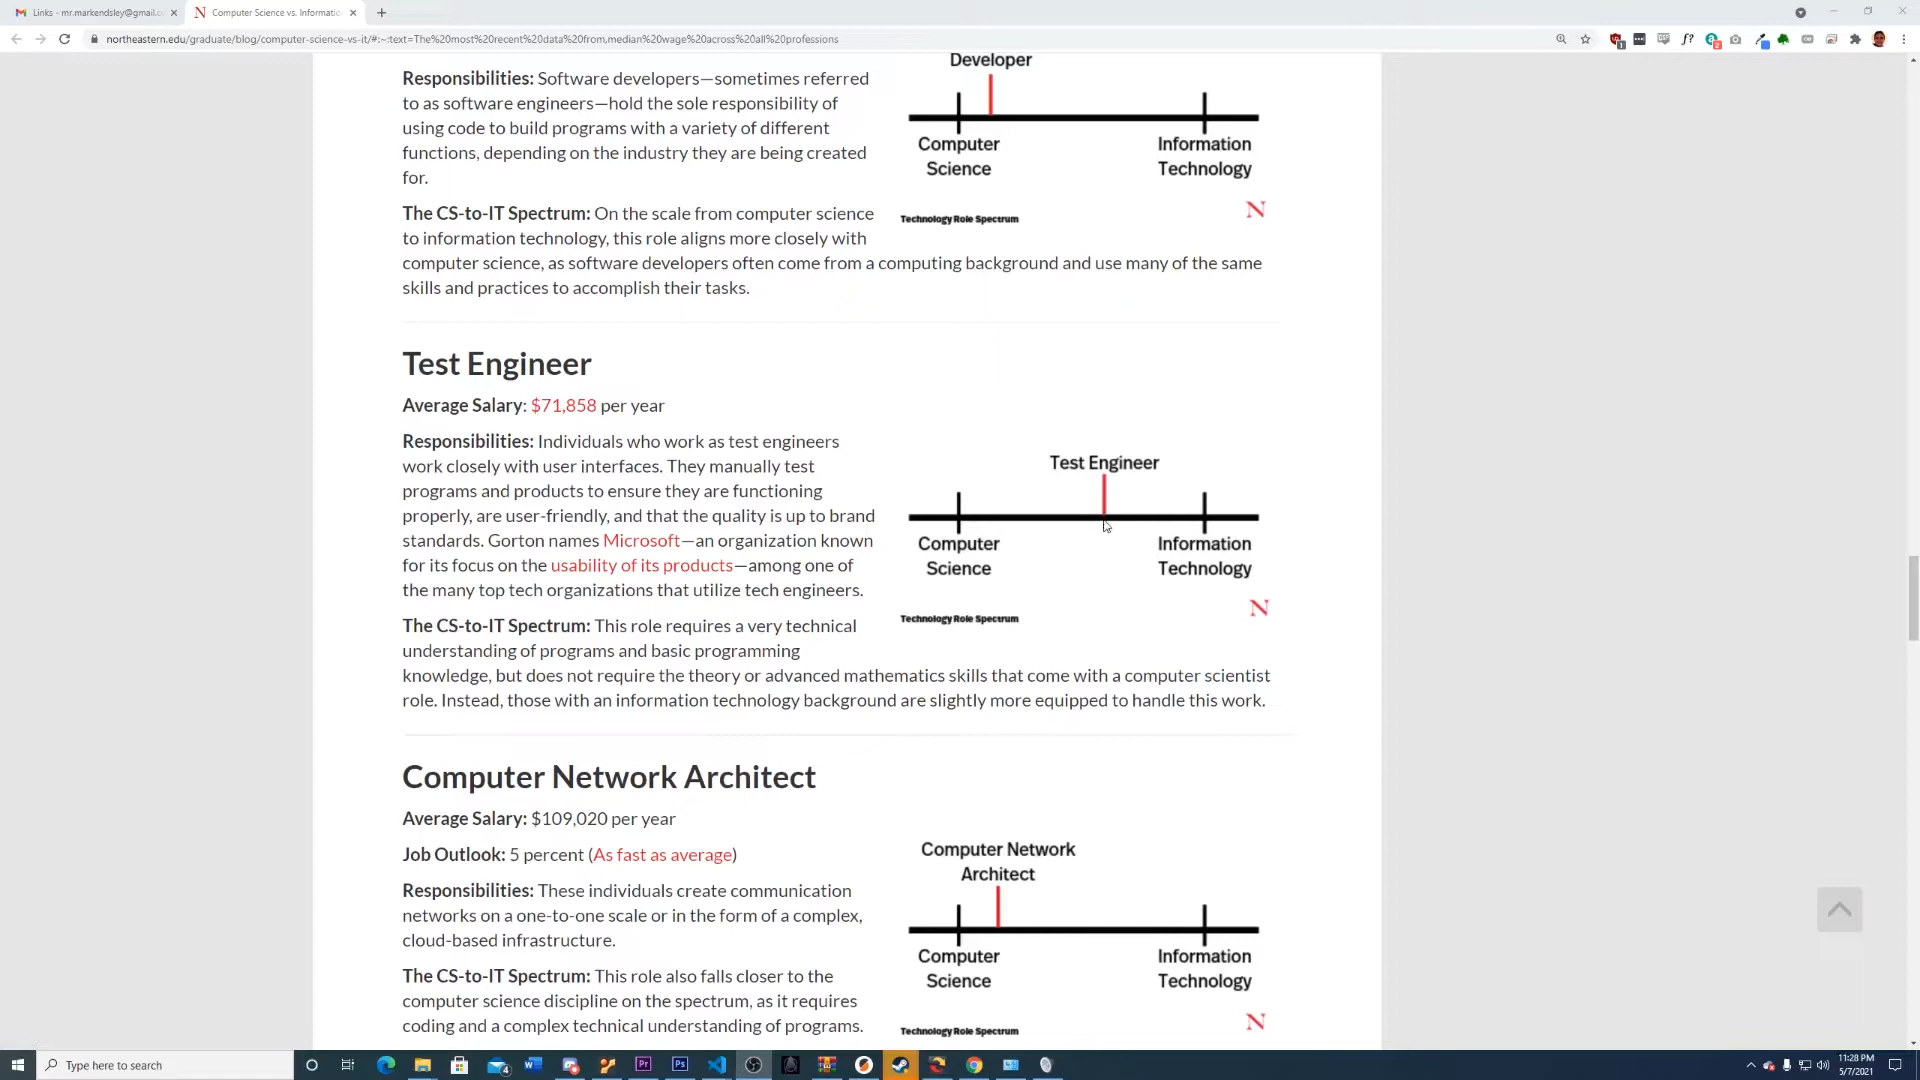 Links - mr.markendsley@gmail.c
Computer Science vs. Informatio
northeastern.edu/graduate/blog/computer-science-vs-it/#:~:text=The%20most%20recent%20data%20from,median%20wage%20across%20all%20professions
Responsibilities: Software developers—sometimes referred
to as software engineers—hold the sole responsibility of
using code to build programs with a variety of different
functions, depending on the industry they are being created
for.
The CS-to-IT Spectrum: On the scale from computer science
to information technology, this role aligns more closely with
computer science, as software developers often come from a computing background and use many of the same
skills and practices to accomplish their tasks.
Developer
Computer
Science
Information
Technology
Technology Role Spectrum
N
Test Engineer
Average Salary: $71,858 per year
Responsibilities: Individuals who work as test engineers
work closely with user interfaces. They manually test
programs and products to ensure they are functioning
properly, are user-friendly, and that the quality is up to brand
standards. Gorton names Microsoft—an organization known
for its focus on the usability of its products—among one of
the many top tech organizations that utilize tech engineers.
The CS-to-IT Spectrum: This role requires a very technical
understanding of programs and basic programming
knowledge, but does not require the theory or advanced mathematics skills that come with a computer scientist
role. Instead, those with an information technology background are slightly more equipped to handle this work.
Test Engineer
Computer
Science
Information
Technology
Technology Role Spectrum
N
Computer Network Architect
Average Salary: $109,020 per year
Job Outlook: 5 percent (As fast as average)
Responsibilities: These individuals create communication
networks on a one-to-one scale or in the form of a complex,
cloud-based infrastructure.
The CS-to-IT Spectrum: This role also falls closer to the
computer science discipline on the spectrum, as it requires
coding and a complex technical understanding of programs.
Computer Network
Architect
Computer
Science
Information
Technology
Technology Role Spectrum
N
Type here to search
11:28 PM
5/7/2021